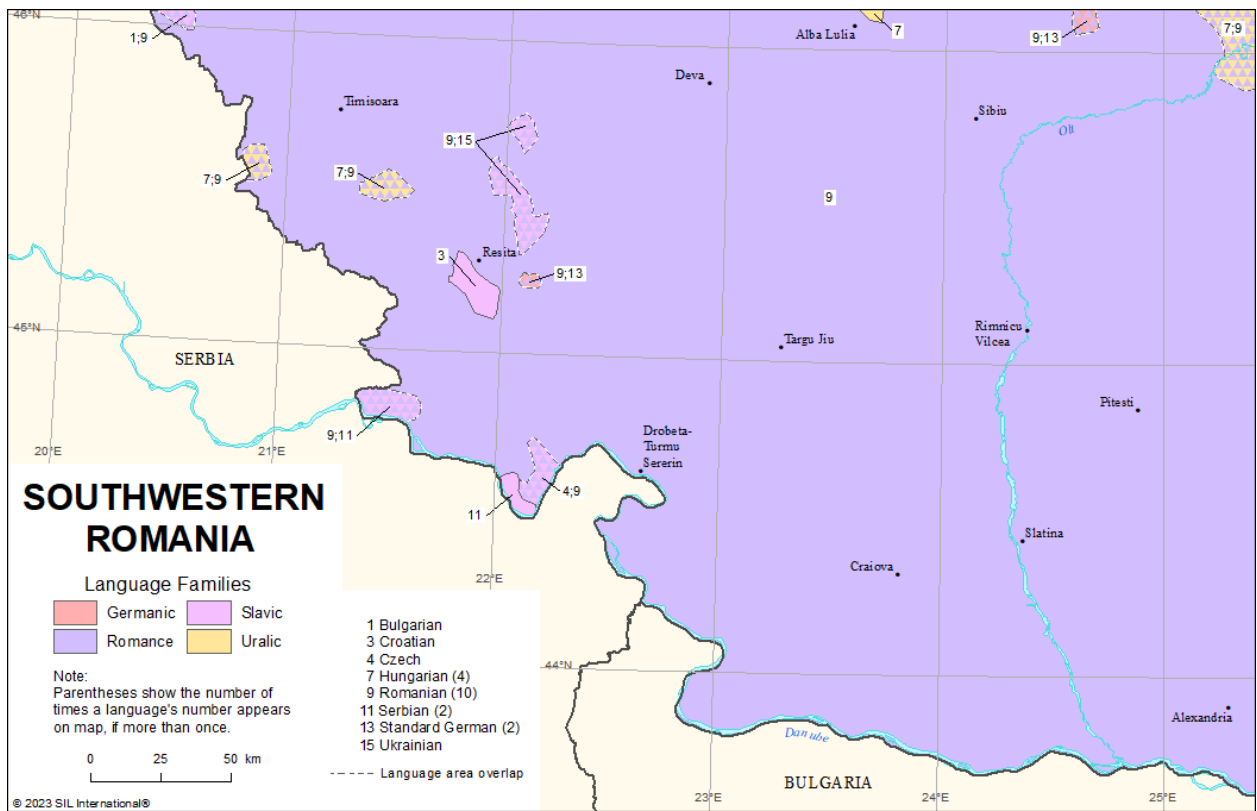 46°N
1;9
Alba Lulia
7
9;13
7;9
Deva
Timisoara
Sibiu
Olt
9;15
7;9
7;9
9
Resita
3
9;13
45°N
SERBIA
Targu Jiu
Rimnicu
Vilcea
Pitesti
9;11
Drobeta-
Turmu
Sererin
20°E
21°E
4;9
11
SOUTHWESTERN
ROMANIA
Slatina
Craiova
22°E
Language Families
Germanic
Slavic
Romance
Uralic
Note:
Parentheses show the number of
times a language's number appears
on map, if more than once.
0 25 50 km
1 Bulgarian
3 Croatian
4 Czech
7 Hungarian (4)
9 Romanian (10)
11 Serbian (2)
13 Standard German (2)
15 Ukrainian
Language area overlap
44°N
Alexandria
Danube
BULGARIA
23°E
24°E
25°E
© 2023 SIL International®